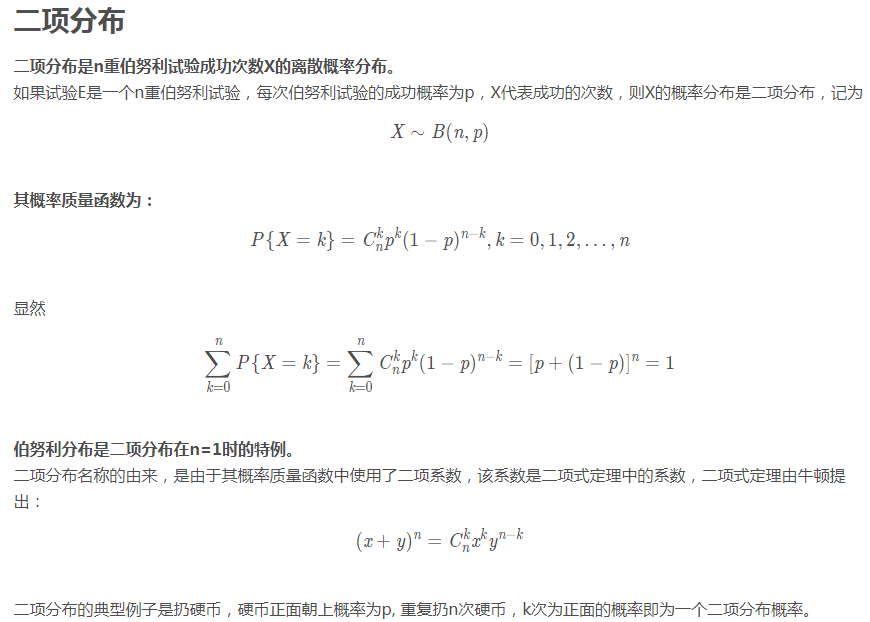 二项分布
二项分布是n重伯努利试验成功次数X的离散概率分布。
如果试验E是一个n重伯努利试验，每次伯努利试验的成功概率为p，X代表成功的次数，则X的概率分布是二项分布，记为
X ∼ B(n, p)
其概率质量函数为：
P{X = k} = C_n^k p^k (1 − p)^{n−k}, k = 0, 1, 2, . . . , n
显然
∑_{k=0}^{n} P{X = k} = ∑_{k=0}^{n} C_n^k p^k (1 − p)^{n−k} = [p + (1 − p)]^n = 1
伯努利分布是二项分布在n=1时的特例。
二项分布名称的由来，是由于其概率质量函数中使用了二项系数，该系数是二项式定理中的系数，二项式定理由牛顿提
出：
(x + y)^n = C_n^k x^k y^{n−k}
二项分布的典型例子是扔硬币，硬币正面朝上概率为p, 重复扔n次硬币，k次为正面的概率即为一个二项分布概率。